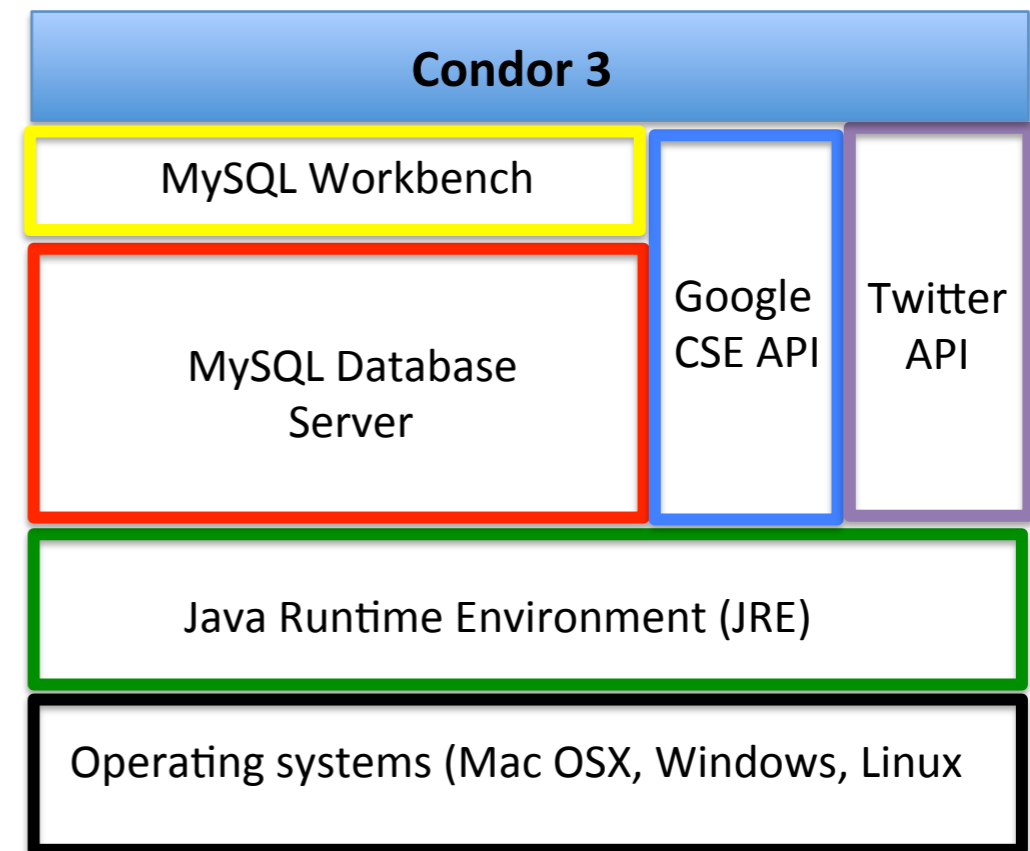 Condor 3
MySQL Workbench
MySQL Database
Server
Google
CSE API
Twitter
API
Java Runtime Environment (JRE)
Operating systems (Mac OSX, Windows, Linux